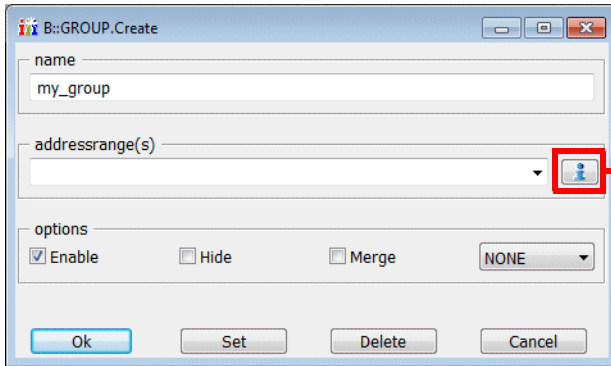 B::GROUP.Create
name
my_group
addressrange(s)
options
Enable Hide Merge NONE
Ok Set Delete Cancel